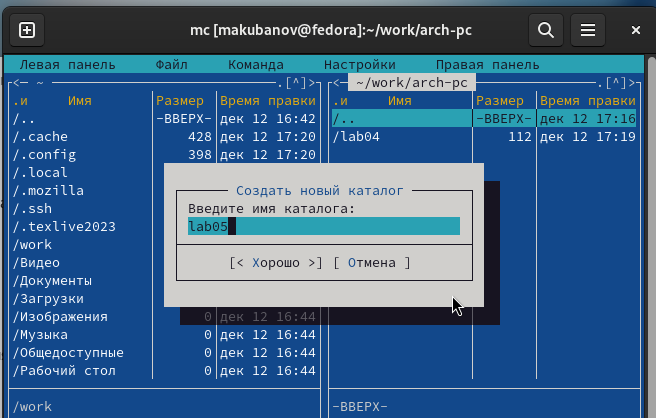 mc [makubanov@fedora]:~/work/arch-pc
Левая панель Файл Команда Настройки Правая панель
<— ~ .[^]> <— ~/work/arch-pc .[^]>
.и Имя Размер Время правки .и Имя Размер Время правки
/.. -ВВЕРХ- дек 12 16:42 /.. -ВВЕРХ- дек 12 17:16
/.cache 428 дек 12 17:20 /lab04 112 дек 12 17:19
/.config 398 дек 12 17:20
/.local
/.mozilla
/.ssh
/.texlive2023
/work
/Видео
/Документы
/Загрузки
/Изображения 0 дек 12 16:44
/Музыка 0 дек 12 16:44
/Общедоступные 0 дек 12 16:44
/Рабочий стол 0 дек 12 16:44
Создать новый каталог
Введите имя каталога:
lab05
[< Хорошо >] [ Отмена ]
/work -ВВЕРХ-